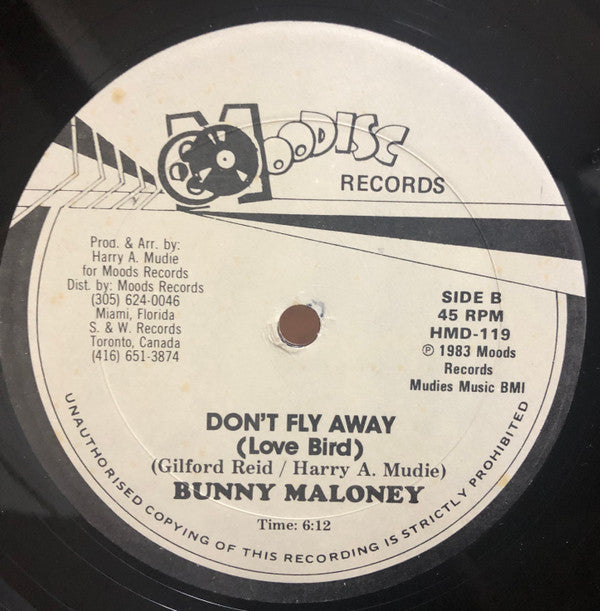 MOODISC
RECORDS
Prod. & Arr. by:
Harry A. Mudie
for Moods Records
Dist. by: Moods Records
(305) 624-0046
Miami, Florida
S. & W. Records
Toronto, Canada
(416) 651-3874
SIDE B
45 RPM
HMD-119
℗ 1983 Moods
Records
Mudies Music BMI
DON'T FLY AWAY
(Love Bird)
(Gilford Reid / Harry A. Mudie)
BUNNY MALONEY
Time: 6:12
UNAUTHORISED COPYING OF THIS RECORDING IS STRICTLY PROHIBITED